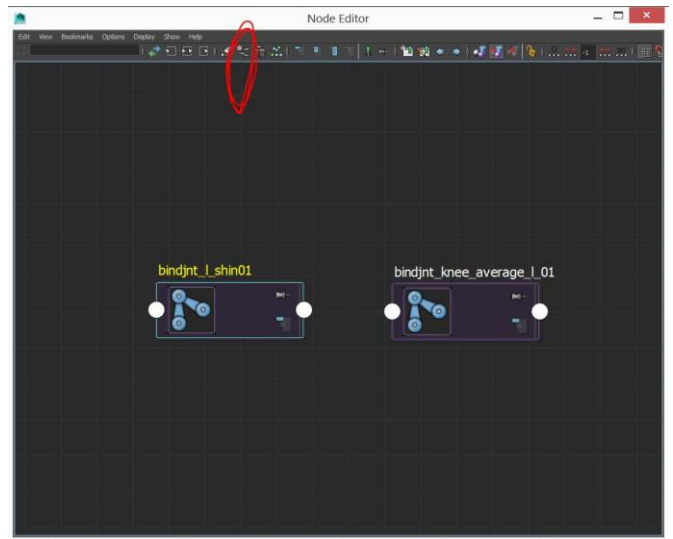 Node Editor
Edit View Bookmarks Options Display Show Help
bindjnt_l_shin01
bindjnt_knee_average_l_01